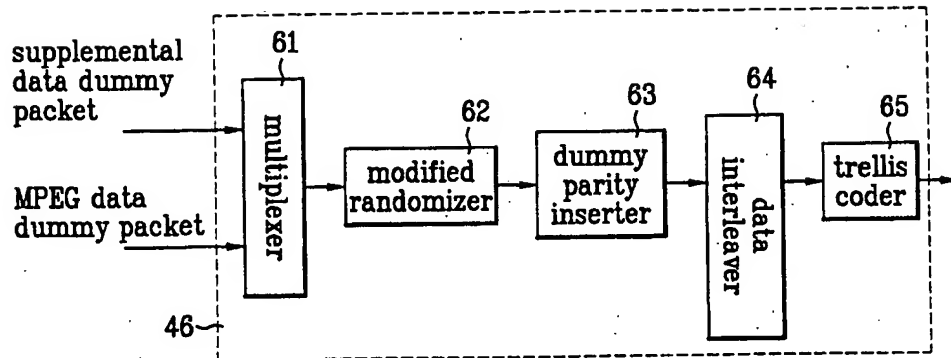 supplemental
data dummy
packet
MPEG data
dummy packet
61
multiplexer
62
modified
randomizer
63
dummy
parity
inserter
64
data
interleaver
65
trellis
coder
46